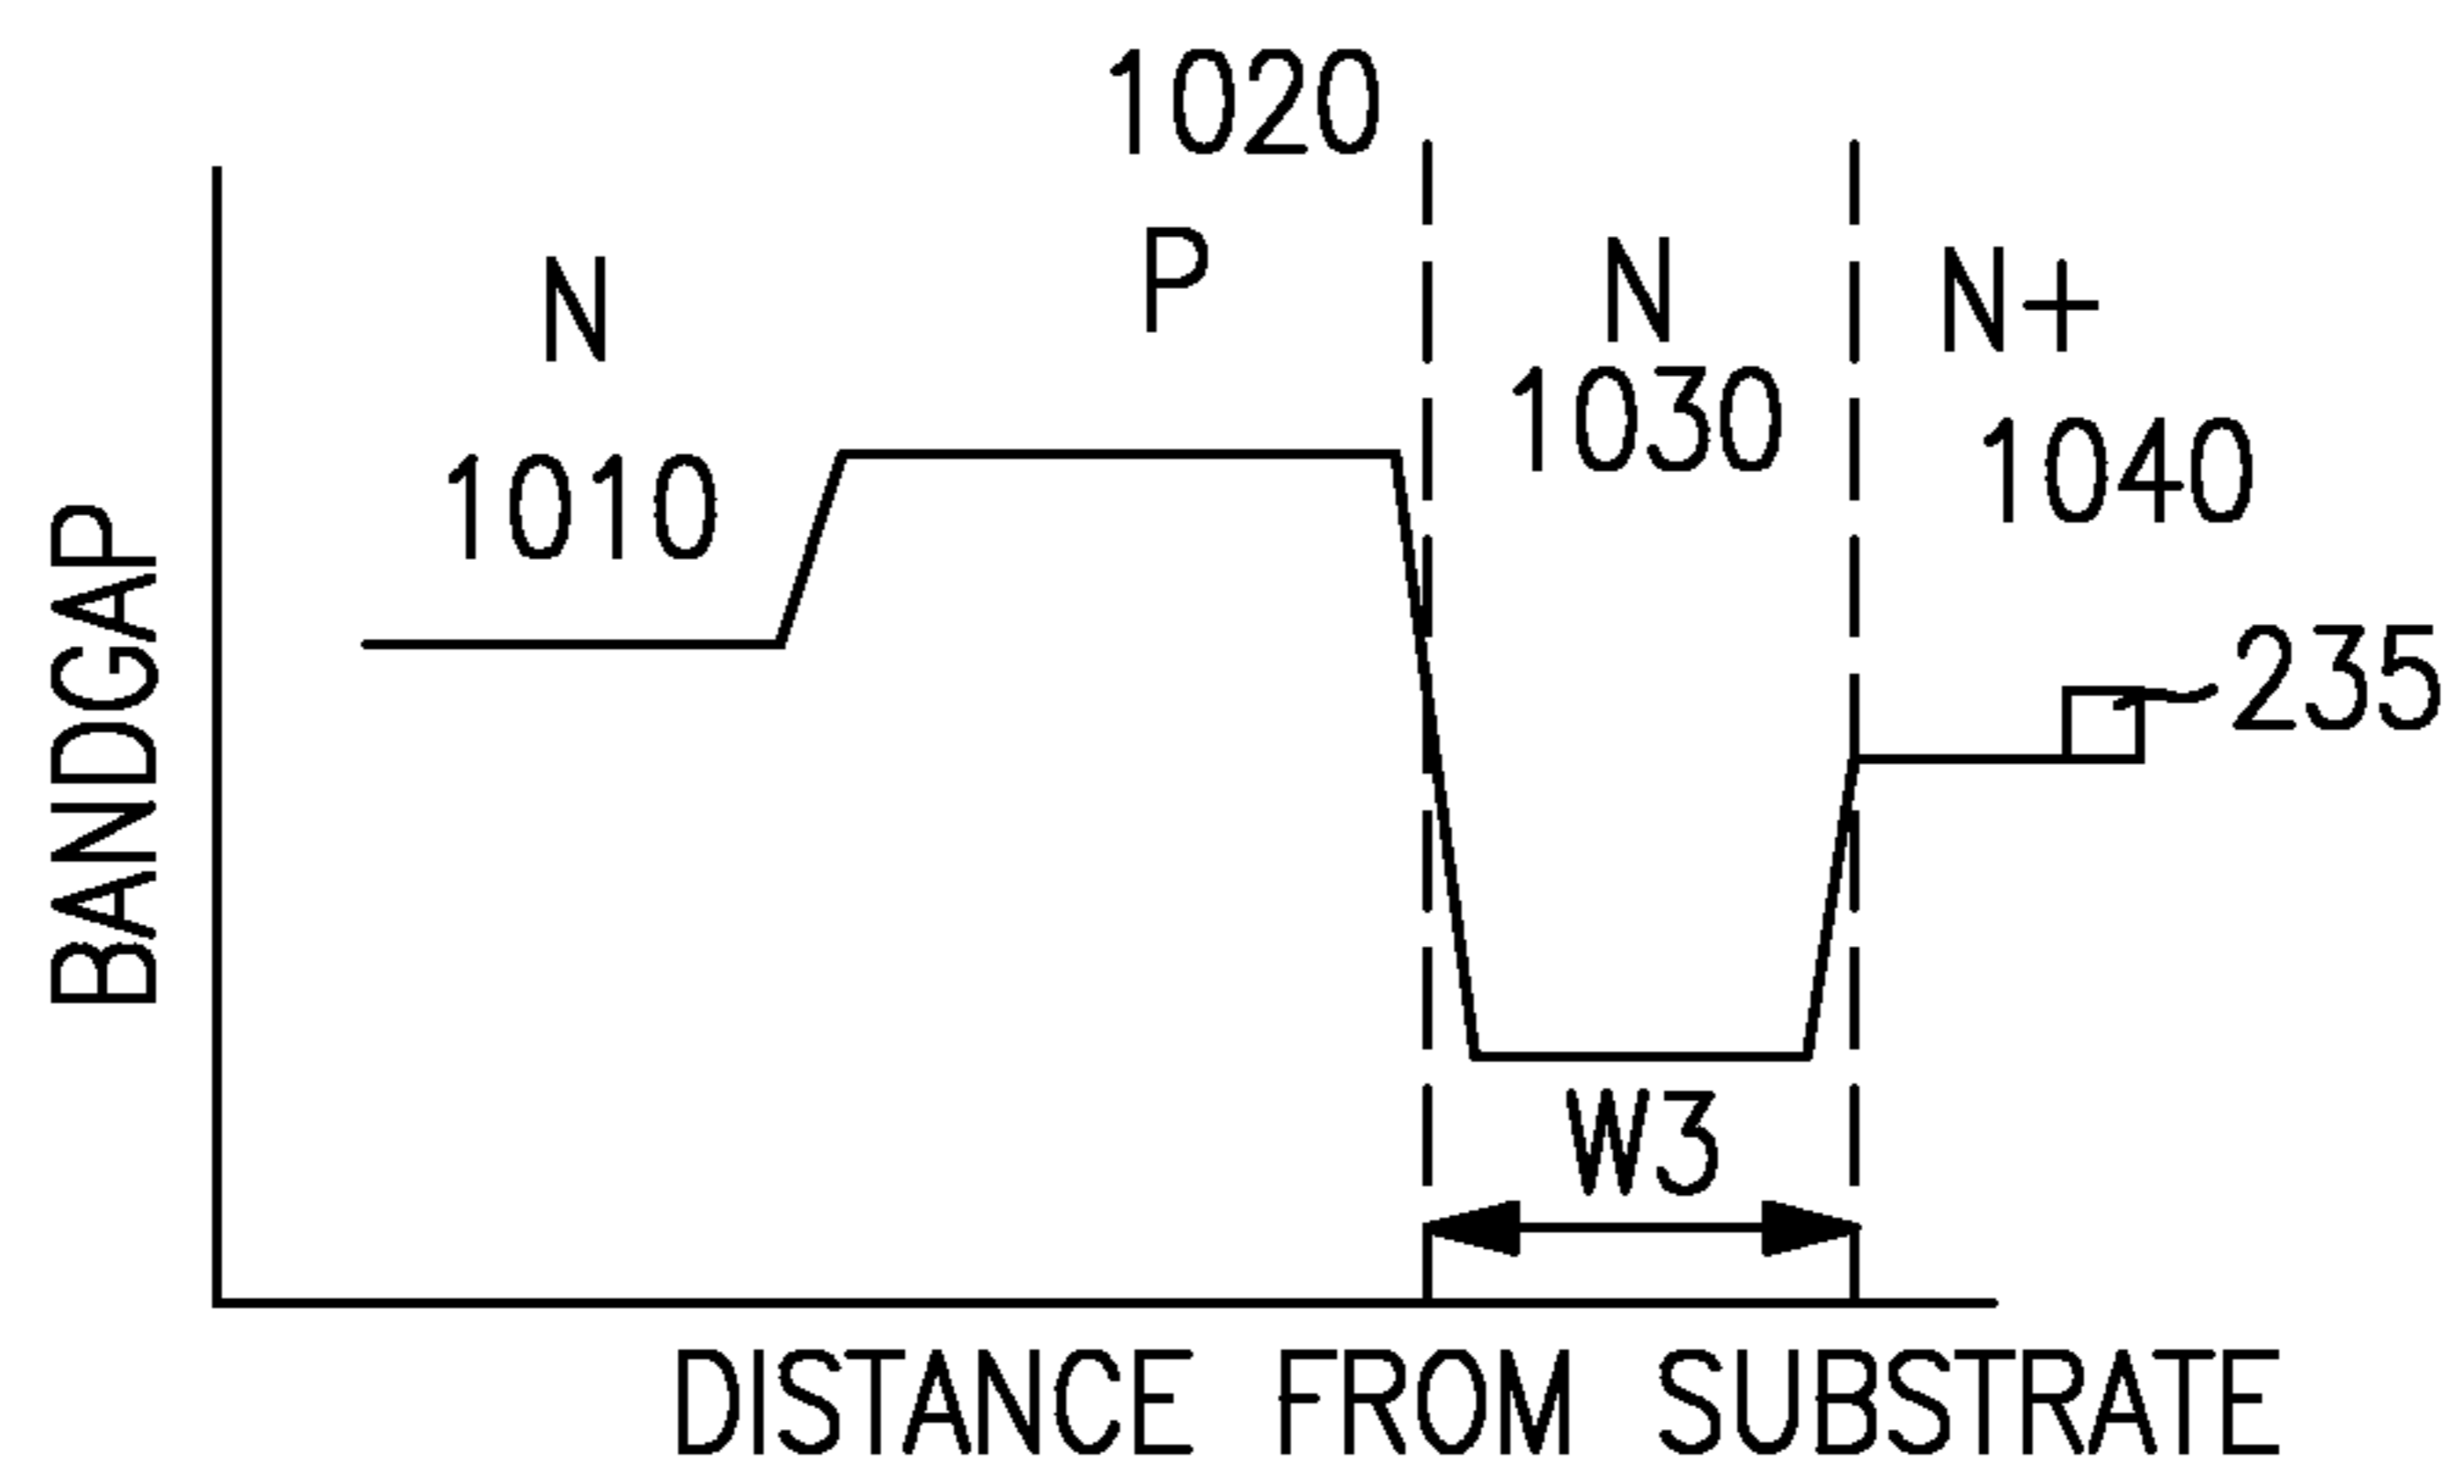 1020
P
N
1010
N
1030
N+
1040
235
BANDGAP
W3
DISTANCE FROM SUBSTRATE